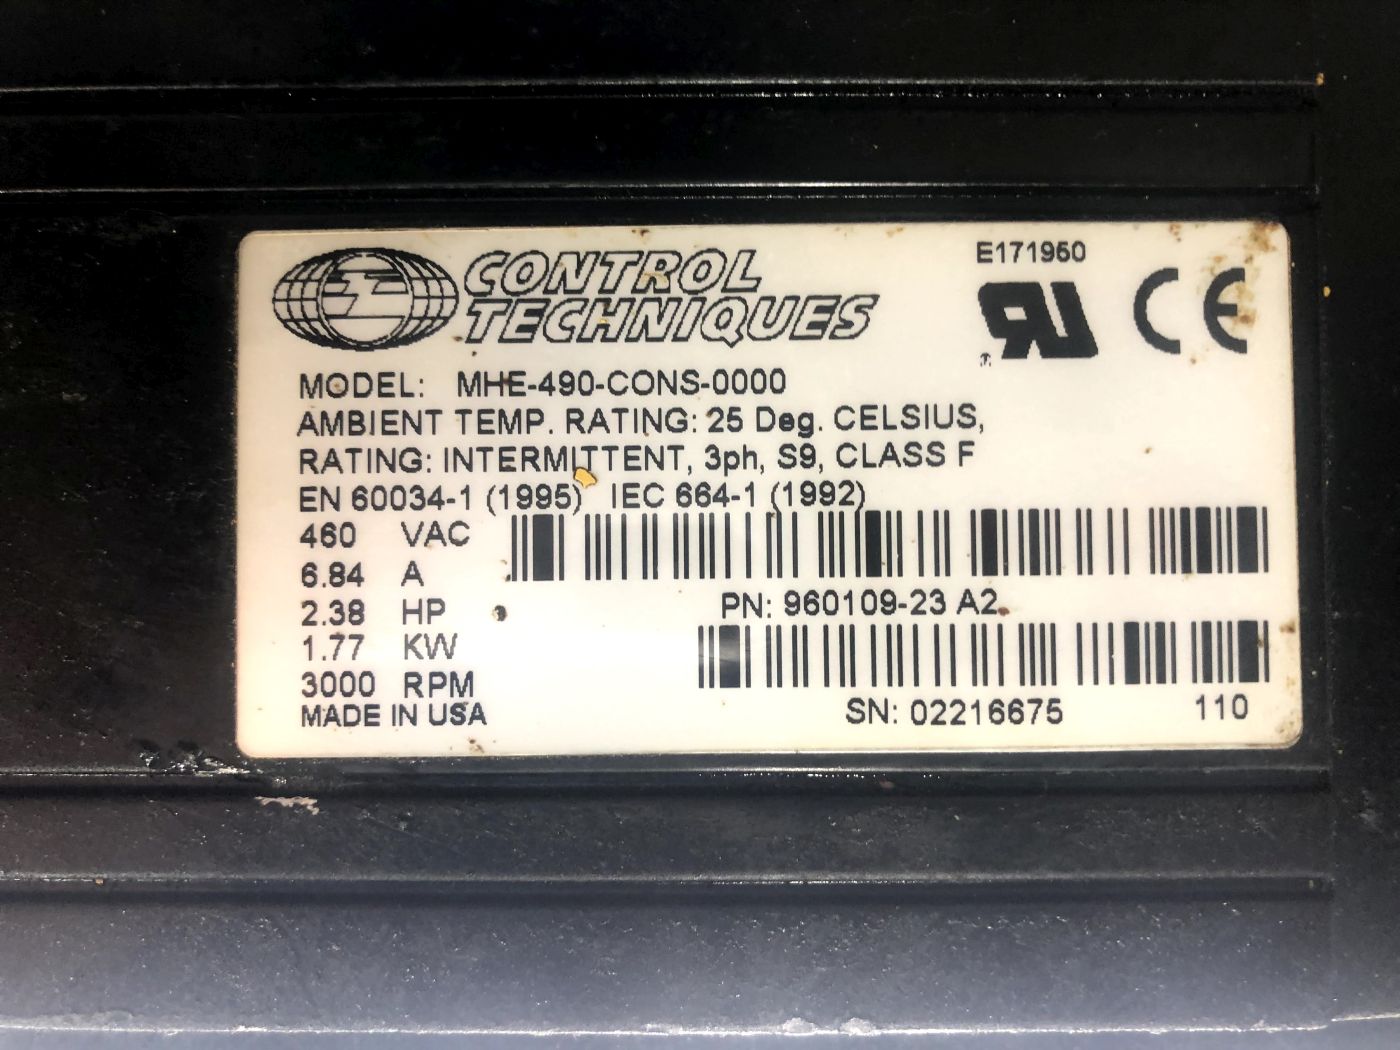 CONTROL
TECHNIQUES
E171950
CE
MODEL: MHE-490-CONS-0000
AMBIENT TEMP. RATING: 25 Deg. CELSIUS,
RATING: INTERMITTENT, 3ph, S9, CLASS F
EN 60034-1 (1995) IEC 664-1 (1992)
460 VAC
6.84 A
2.38 HP
1.77 KW
3000 RPM
MADE IN USA
PN: 960109-23 A2
SN: 02216675 110